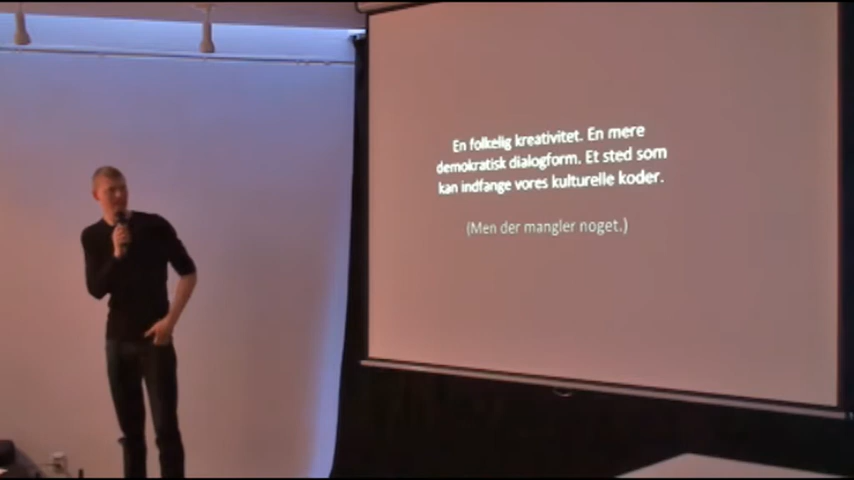 En folkelig kreativitet. En mere
demokratisk dialogform. Et sted som
kan indfange vores kulturelle koder.
(Men der mangler noget.)